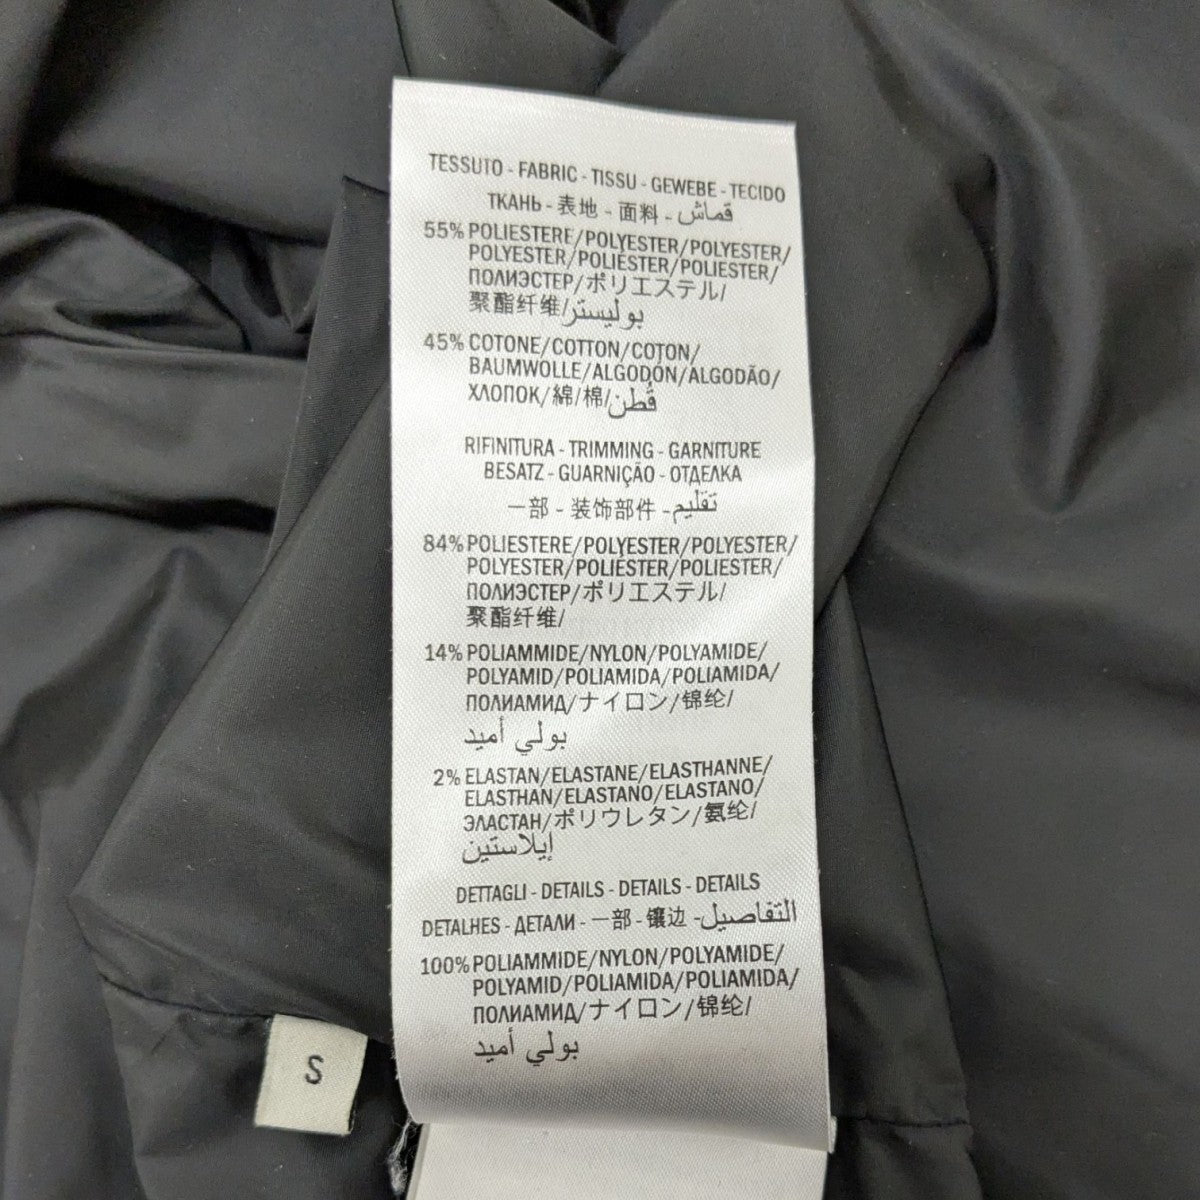 TESSUTO - FABRIC - TISSU - GEWEBE - TECIDO
ТКАНЬ - 表地 - 面料 - قماش
55% POLIESTERE/POLYESTER/POLYESTER/
POLYESTER/POLIÉSTER/POLIESTER/
ПОЛИЭСТЕР/ポリエステル/
聚酯纤维/بوليستر
45% COTONE/COTTON/COTON/
BAUMWOLLE/ALGODÓN/ALGODÃO/
ХЛОПОК/綿/棉/قطن
RIFINITURA - TRIMMING - GARNITURE
BESATZ - GUARNIÇÃO - ОТДЕЛКА
一部 - 装饰部件 - تقليم
84% POLIESTERE/POLYESTER/POLYESTER/
POLYESTER/POLIÉSTER/POLIESTER/
ПОЛИЭСТЕР/ポリエステル/
聚酯纤维/
14% POLIAMMIDE/NYLON/POLYAMIDE/
POLYAMID/POLIAMIDA/POLIAMIDA/
ПОЛИАМИД/ナイロン/锦纶/
بولي أميد
2% ELASTAN/ELASTANE/ELASTHANNE/
ELASTHAN/ELASTANO/ELASTANO/
ЭЛАСТАН/ポリウレタン/氨纶/
إيلاستين
DETTAGLI - DETAILS - DETAILS - DETAILS
DETALHES - ДЕТАЛИ - 一部 - 镶边 - التفاصيل
100% POLIAMMIDE/NYLON/POLYAMIDE/
POLYAMID/POLIAMIDA/POLIAMIDA/
ПОЛИАМИД/ナイロン/锦纶/
بولي أميد
S